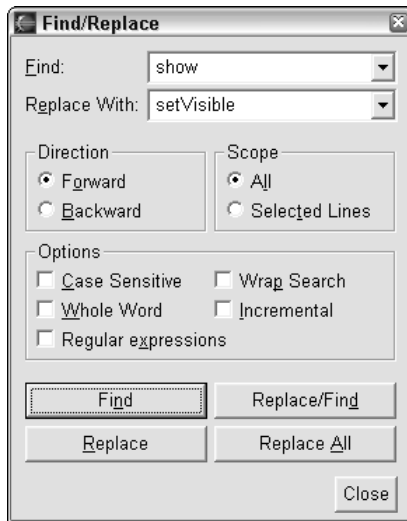 Find/Replace
Find: show
Replace With: setVisible
Direction
Forward
Backward
Scope
All
Selected Lines
Options
Case Sensitive Wrap Search
Whole Word Incremental
Regular expressions
Find Replace/Find
Replace Replace All
Close